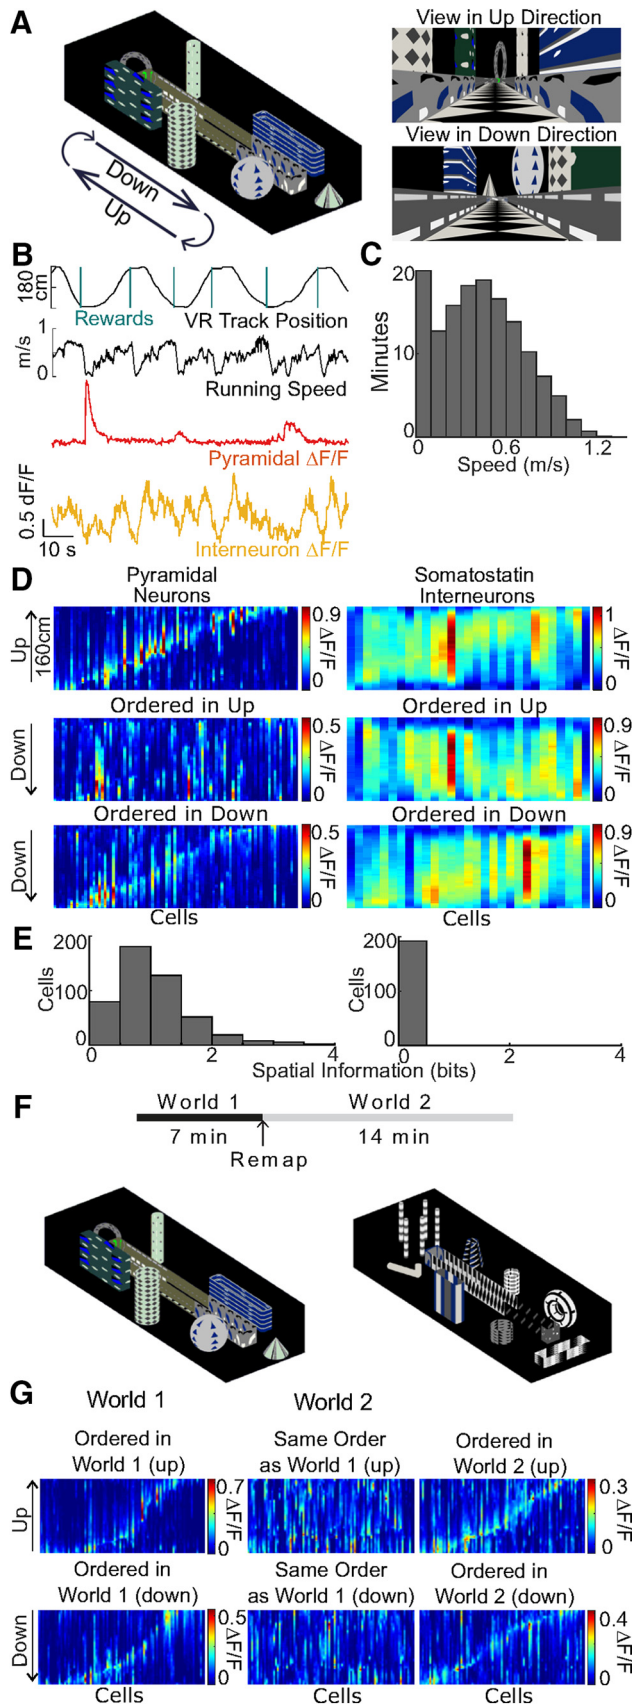 A
View in Up Direction
View in Down Direction
Down
Up
B
180
cm
Rewards
VR Track Position
1
m/s
0
Running Speed
Pyramidal ΔF/F
0.5 dF/F
10 s
Interneuron ΔF/F
C
20
10
0
Minutes
0 0.6 1.2
Speed (m/s)
D
Pyramidal
Neurons
Somatostatin
Interneurons
Up
160cm
0.9
ΔF/F
0
1
ΔF/F
0
Ordered in Up
Ordered in Up
Down
0.5
ΔF/F
0
0.9
ΔF/F
0
Ordered in Down
Ordered in Down
Down
0.5
ΔF/F
0
0.9
ΔF/F
0
Cells
Cells
E
200
100
0
Cells
0 2 4
200
100
0
Cells
0 2 4
Spatial Information (bits)
F
World 1
World 2
7 min
14 min
Remap
G
World 1
World 2
Ordered in
World 1 (up)
Same Order
as World 1 (up)
Ordered in
World 2 (up)
Up
0.7
ΔF/F
0
0.3
ΔF/F
0
Ordered in
World 1 (down)
Same Order
as World 1 (down)
Ordered in
World 2 (down)
Down
0.5
ΔF/F
0
0.4
ΔF/F
0
Cells
Cells